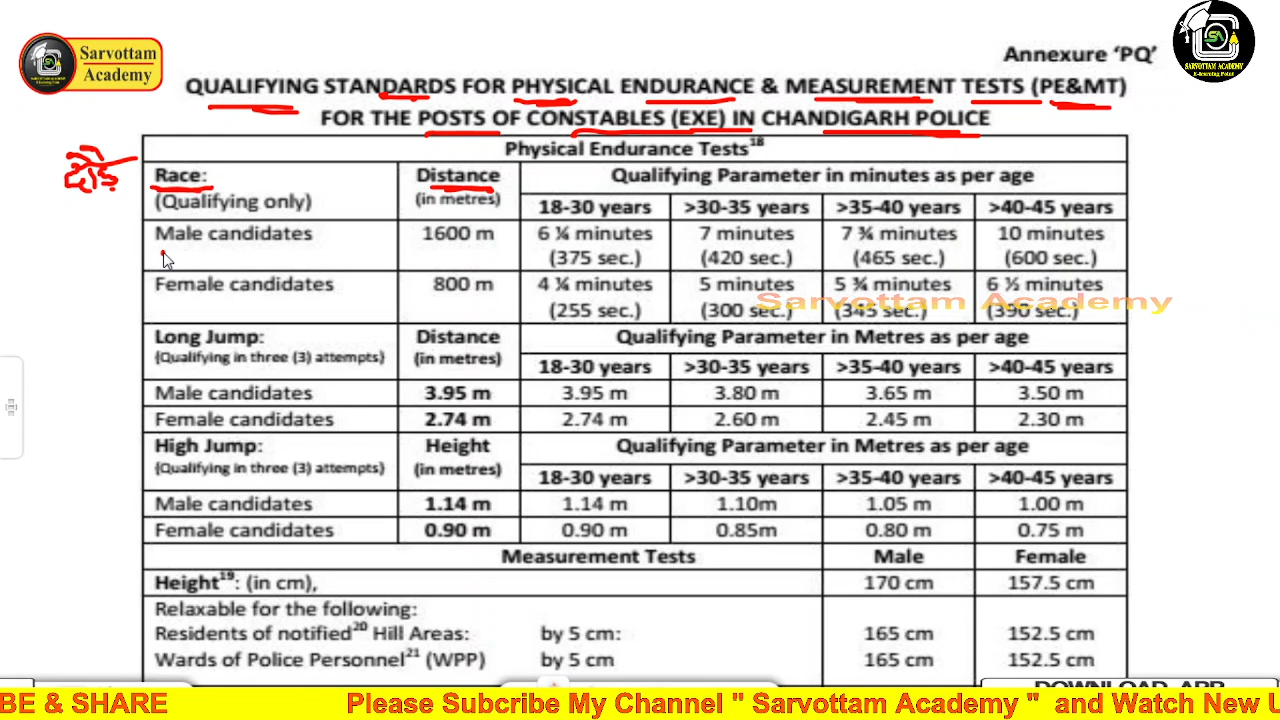 Sarvottam
Academy
SARVOTTAM ACADEMY
E-learning Point
Annexure ‘PQ’
QUALIFYING STANDARDS FOR PHYSICAL ENDURANCE & MEASUREMENT TESTS (PE&MT)
FOR THE POSTS OF CONSTABLES (EXE) IN CHANDIGARH POLICE
Physical Endurance Tests18
Race: Distance Qualifying Parameter in minutes as per age
(Qualifying only) (in metres) 18-30 years >30-35 years >35-40 years >40-45 years
Male candidates 1600 m 6 ¼ minutes 7 minutes 7 ¾ minutes 10 minutes
(375 sec.) (420 sec.) (465 sec.) (600 sec.)
Female candidates 800 m 4 ¼ minutes 5 minutes 5 ¾ minutes 6 ½ minutes
Sarvottam Academy
(255 sec.) (300 sec.) (345 sec.) (390 sec.)
Long Jump: Distance Qualifying Parameter in Metres as per age
(Qualifying in three (3) attempts) (in metres) 18-30 years >30-35 years >35-40 years >40-45 years
Male candidates 3.95 m 3.95 m 3.80 m 3.65 m 3.50 m
Female candidates 2.74 m 2.74 m 2.60 m 2.45 m 2.30 m
High Jump: Height Qualifying Parameter in Metres as per age
(Qualifying in three (3) attempts) (in metres) 18-30 years >30-35 years >35-40 years >40-45 years
Male candidates 1.14 m 1.14 m 1.10m 1.05 m 1.00 m
Female candidates 0.90 m 0.90 m 0.85m 0.80 m 0.75 m
Measurement Tests Male Female
Height19: (in cm), 170 cm 157.5 cm
Relaxable for the following:
Residents of notified20 Hill Areas: by 5 cm: 165 cm 152.5 cm
Wards of Police Personnel21 (WPP) by 5 cm 165 cm 152.5 cm
DOWNLOAD APP
BE & SHARE Please Subcribe My Channel " Sarvottam Academy " and Watch New U